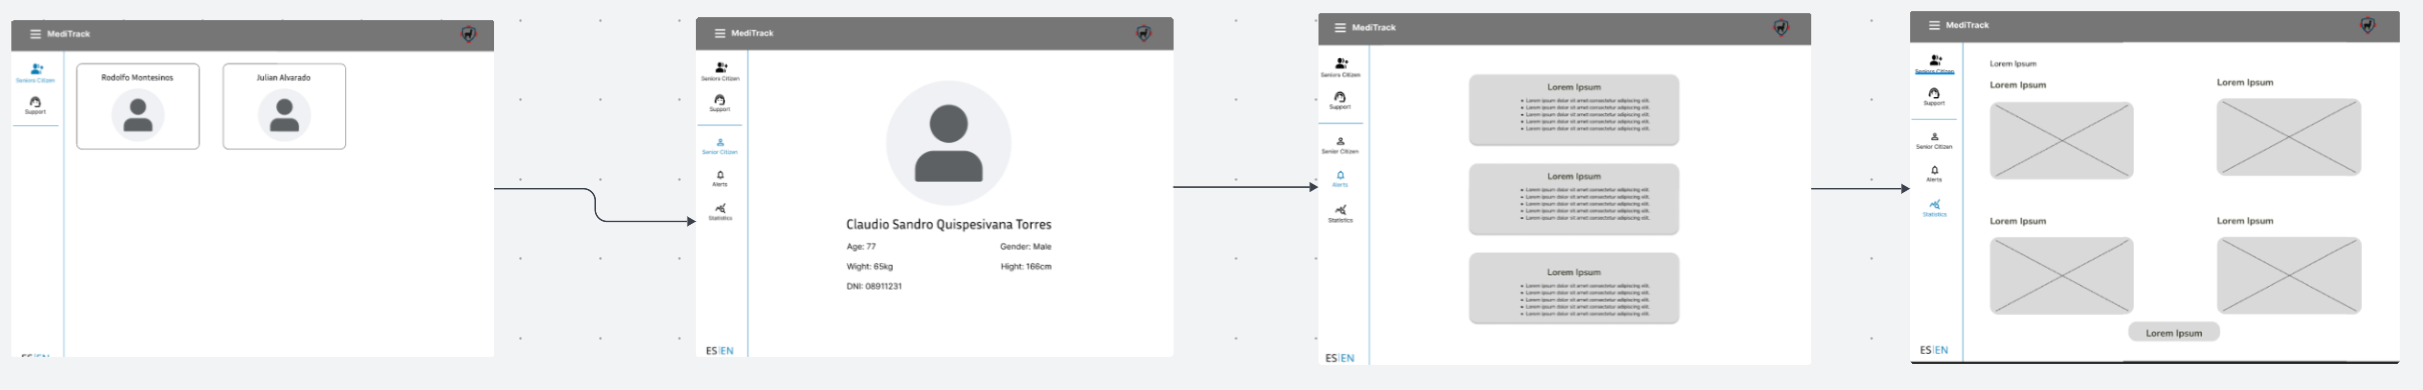 MediTrack
Seniors Citizen
Support
Rodolfo Montesinos
Julian Alvarado
ES|EN
MediTrack
Seniors Citizen
Support
Senior Citizen
Alerts
Statistics
Claudio Sandro Quispesivana Torres
Age: 77 Gender: Male
Wight: 65kg Hight: 166cm
DNI: 08911231
ES|EN
MediTrack
Seniors Citizen
Support
Senior Citizen
Alerts
Statistics
Lorem Ipsum
• Lorem ipsum dolor sit amet consectetur adipiscing elit.
• Lorem ipsum dolor sit amet consectetur adipiscing elit.
• Lorem ipsum dolor sit amet consectetur adipiscing elit.
• Lorem ipsum dolor sit amet consectetur adipiscing elit.
• Lorem ipsum dolor sit amet consectetur adipiscing elit.
Lorem Ipsum
• Lorem ipsum dolor sit amet consectetur adipiscing elit.
• Lorem ipsum dolor sit amet consectetur adipiscing elit.
• Lorem ipsum dolor sit amet consectetur adipiscing elit.
• Lorem ipsum dolor sit amet consectetur adipiscing elit.
• Lorem ipsum dolor sit amet consectetur adipiscing elit.
Lorem Ipsum
• Lorem ipsum dolor sit amet consectetur adipiscing elit.
• Lorem ipsum dolor sit amet consectetur adipiscing elit.
• Lorem ipsum dolor sit amet consectetur adipiscing elit.
• Lorem ipsum dolor sit amet consectetur adipiscing elit.
• Lorem ipsum dolor sit amet consectetur adipiscing elit.
ES|EN
MediTrack
Seniors Citizen
Support
Senior Citizen
Alerts
Statistics
Lorem Ipsum
Lorem Ipsum
Lorem Ipsum
Lorem Ipsum
Lorem Ipsum
Lorem Ipsum
ES|EN